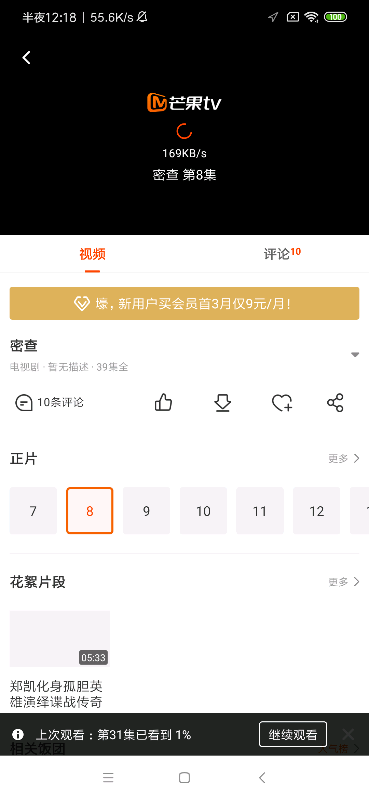 半夜12:18 | 55.6K/s
100
芒果tv
169KB/s
密查 第8集
视频
评论10
壕, 新用户买会员首3月仅9元/月!
密查
电视剧 · 暂无描述 · 39集全
10条评论
正片
更多
7
8
9
10
11
12
1
花絮片段
更多
05:33
郑凯化身孤胆英
雄演绎谍战传奇
上次观看：第31集已看到 1%
继续观看
相关饭团